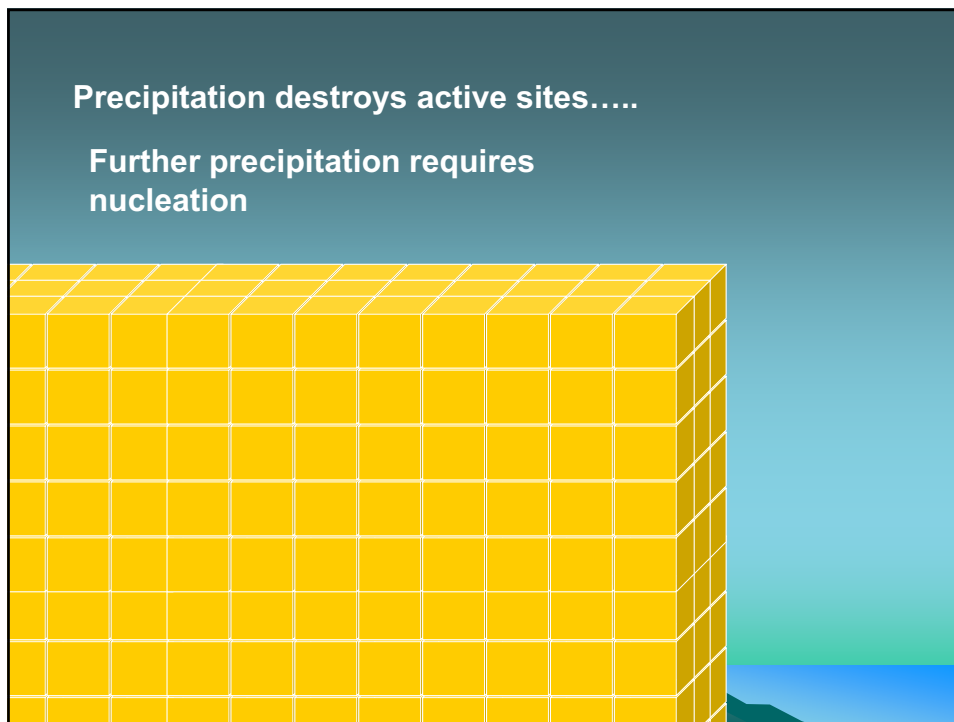 Precipitation destroys active sites…..
Further precipitation requires
nucleation